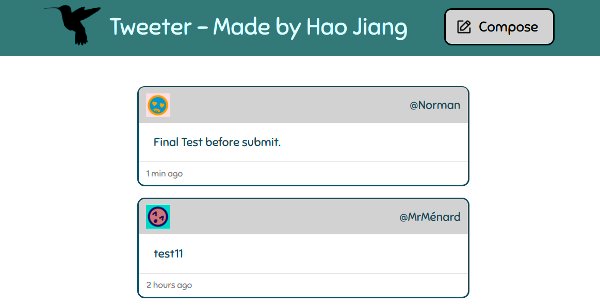 Tweeter - Made by Hao Jiang
Compose
@Norman
Final Test before submit.
1 min ago
@MrMénard
test11
2 hours ago